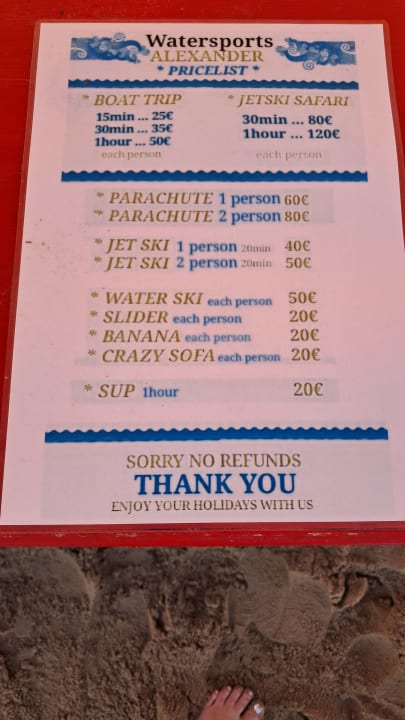 Watersports
ALEXANDER
* PRICELIST *
* BOAT TRIP
15min ... 25€
30min ... 35€
1hour ... 50€
each person
* JETSKI SAFARI
30min ... 80€
1hour ... 120€
each person
* PARACHUTE 1 person 60€
* PARACHUTE 2 person 80€
* JET SKI 1 person 20min 40€
* JET SKI 2 person 20min 50€
* WATER SKI each person 50€
* SLIDER each person 20€
* BANANA each person 20€
* CRAZY SOFA each person 20€
* SUP 1hour 20€
SORRY NO REFUNDS
THANK YOU
ENJOY YOUR HOLIDAYS WITH US